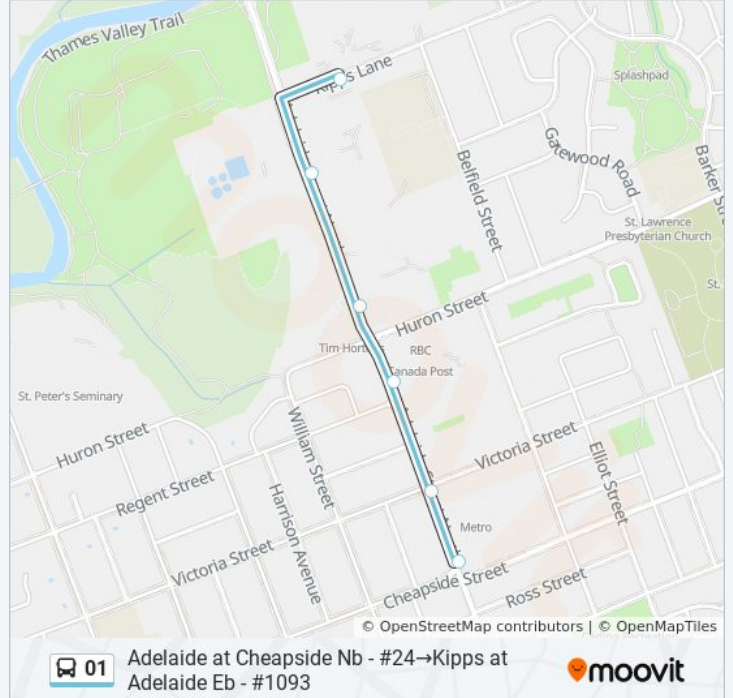 Thames Valley Trail
Kipps Lane
Splashpad
Gatewood Road
Belfield Street
Barker Str
St. Lawrence
Presbyterian Church
St.
Huron Street
Tim Hortons
RBC
Canada Post
St. Peter's Seminary
Huron Street
William Street
Victoria Street
Elliot Street
Regent Street
Harrison Avenue
Metro
Victoria Street
Cheapside Street
Ross Street
© OpenStreetMap contributors | © OpenMapTiles
01
Adelaide at Cheapside Nb - #24→Kipps at
Adelaide Eb - #1093
moovit